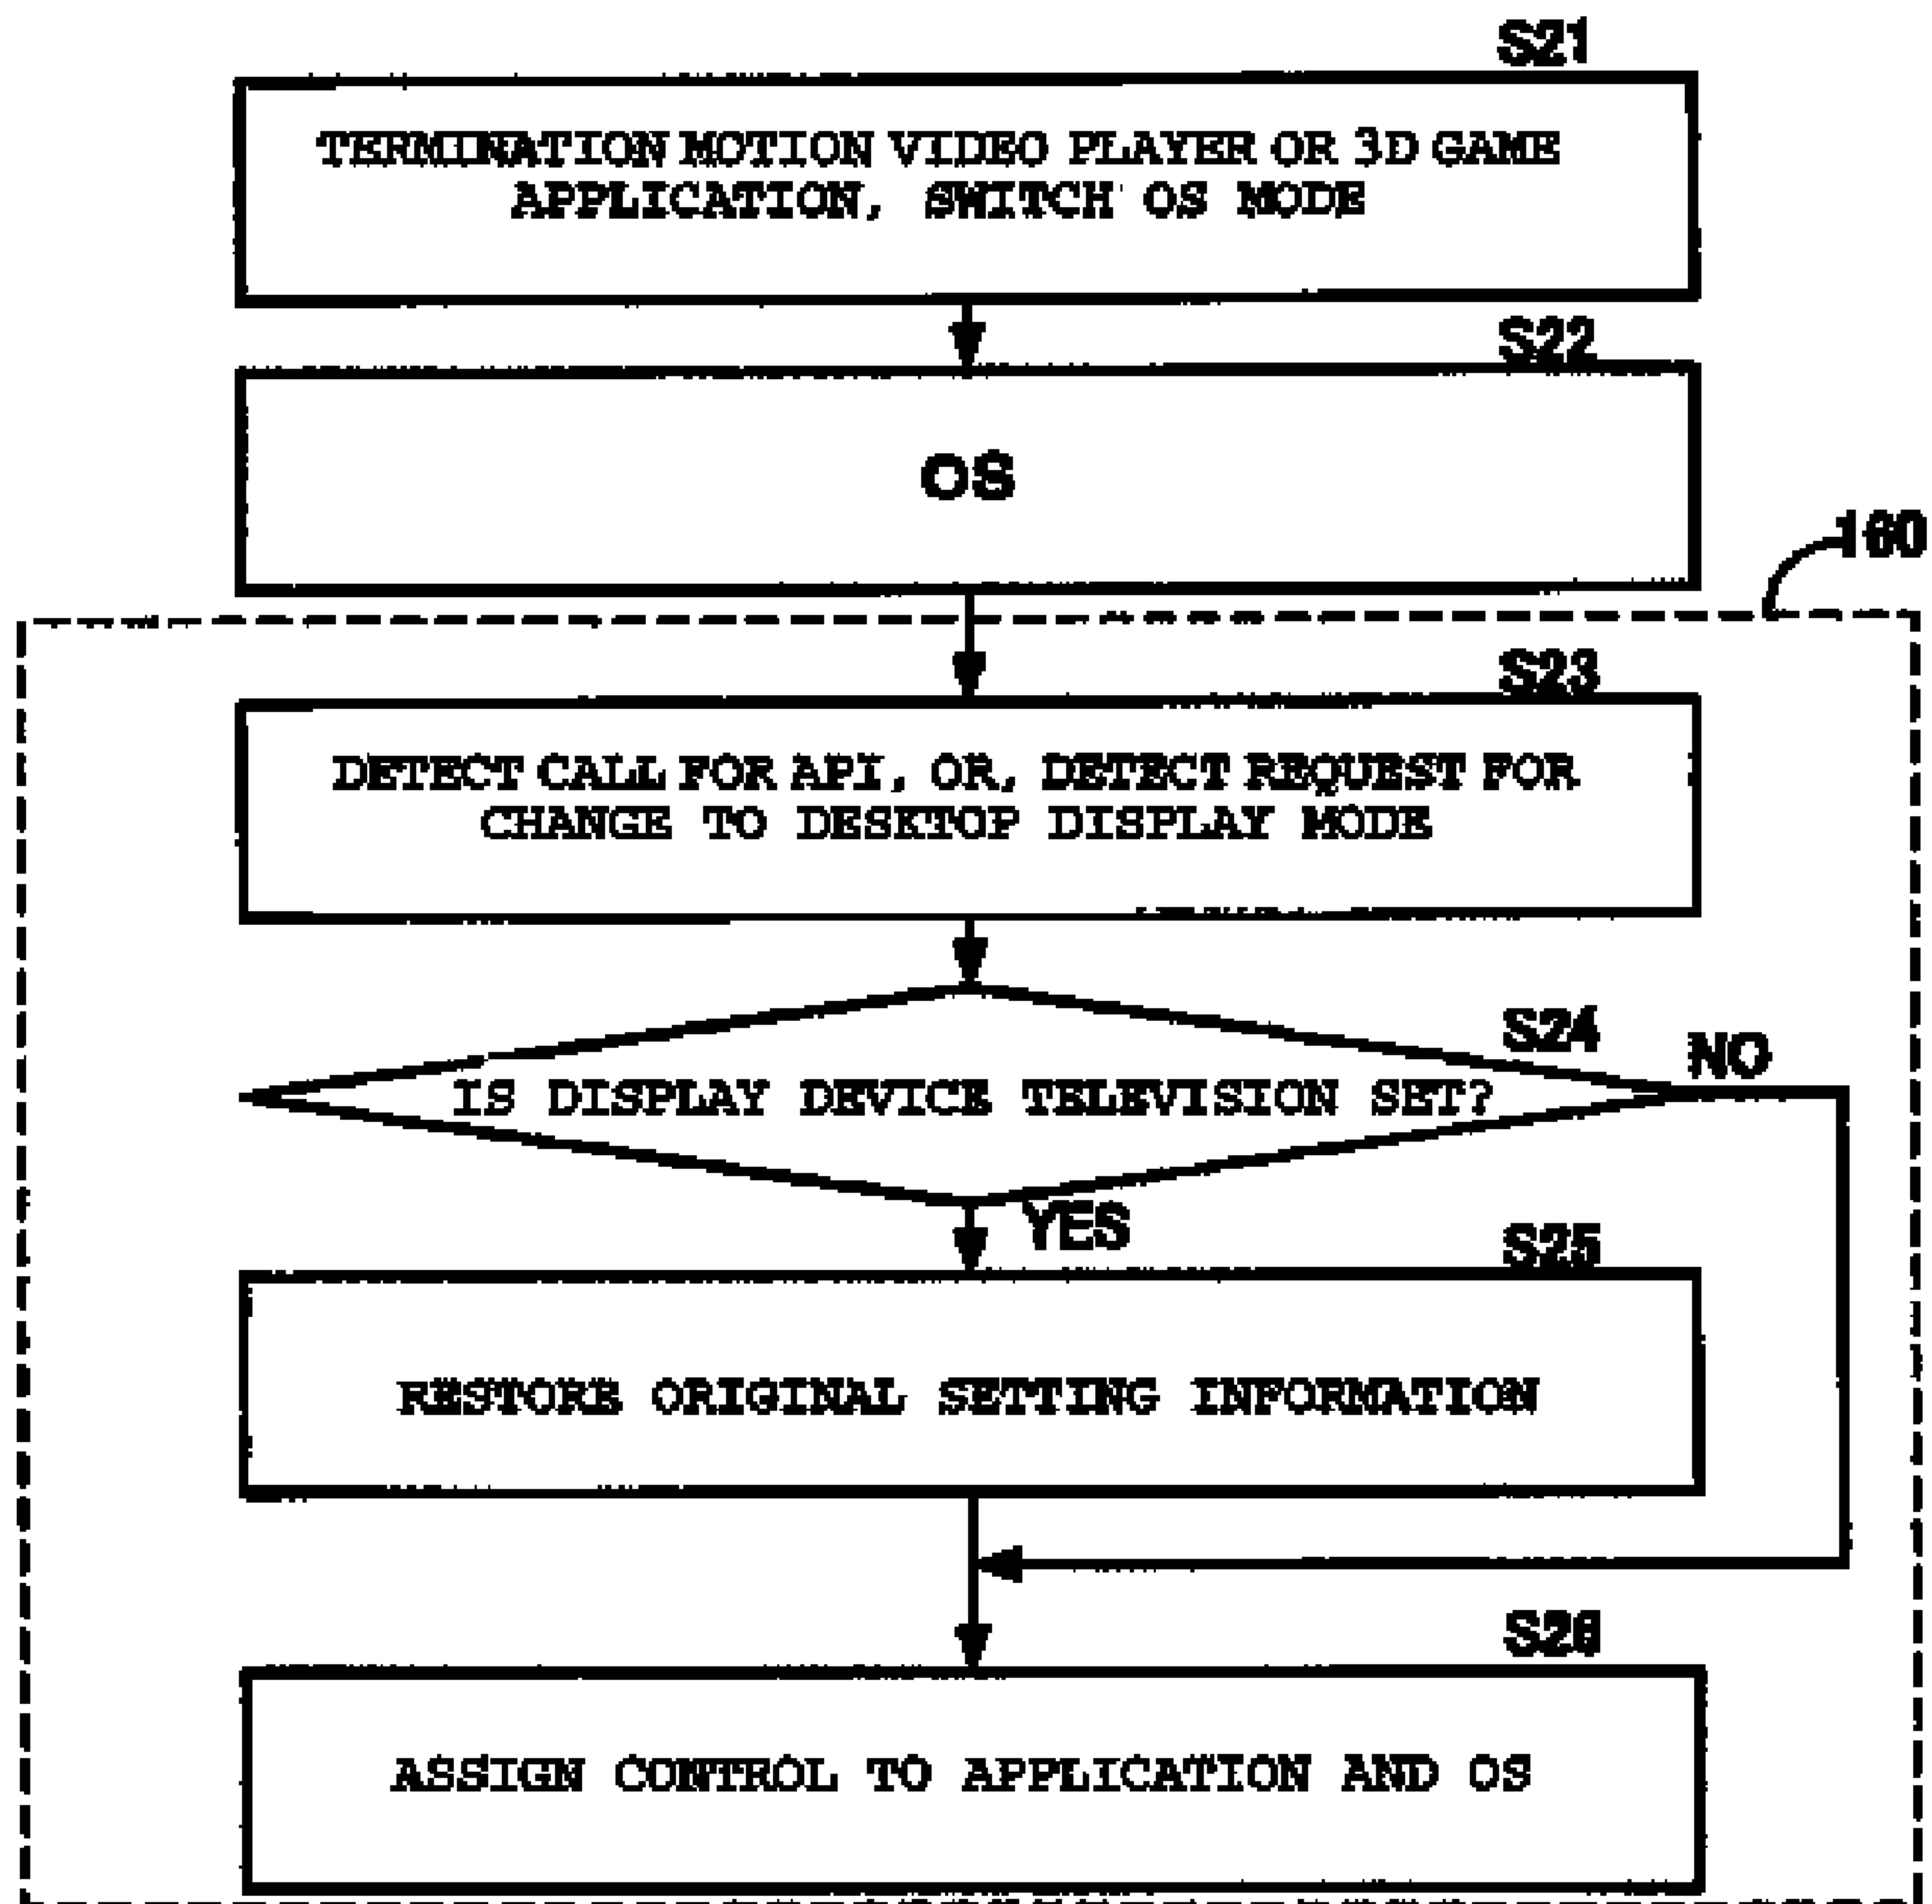 S21
TERMINATION MOTION VIDEO PLAYER OR 3D GAME
APPLICATION, SWITCH OS MODE
S22
OS
S23
DETECT CALL FOR API, OR, DETECT REQUEST FOR
CHANGE TO DESKTOP DISPLAY MODE
S24
NO
IS DISPLAY DEVICE TELEVISION SET?
YES
S25
RESTORE ORIGINAL SETTING INFORMATION
S26
ASSIGN CONTROL TO APPLICATION AND OS